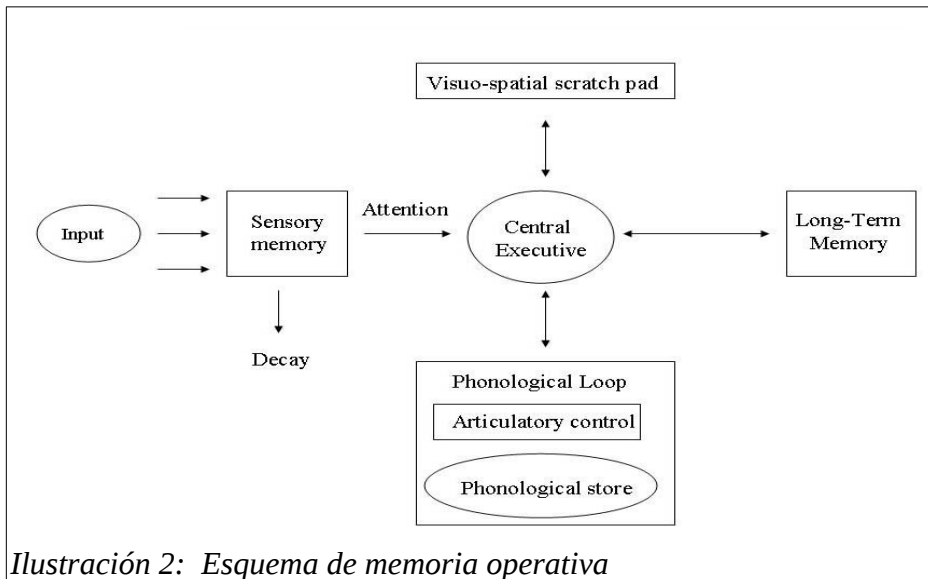 Visuo-spatial scratch pad
Input
Sensory
memory
Attention
Central
Executive
Long-Term
Memory
Decay
Phonological Loop
Articulatory control
Phonological store
Ilustración 2: Esquema de memoria operativa